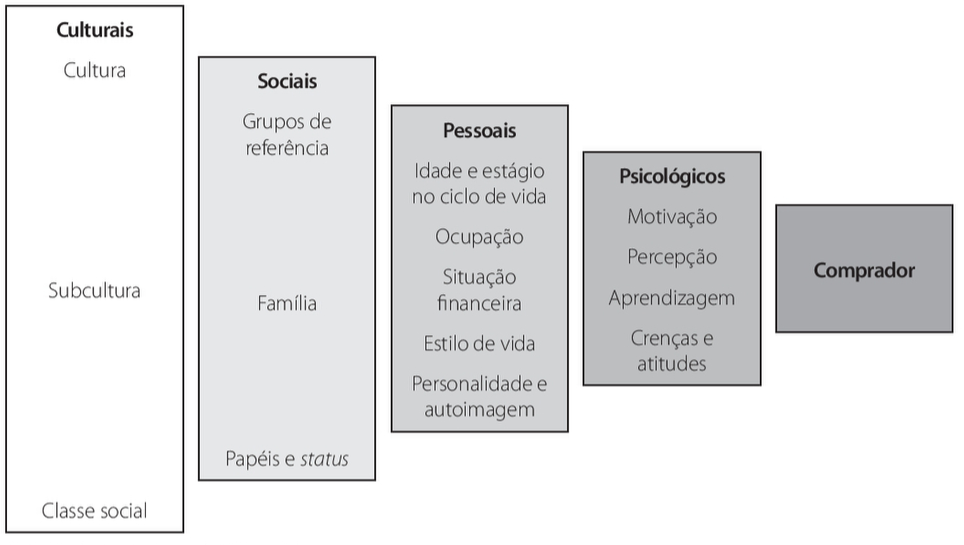 Culturais
Cultura
Subcultura
Classe social
Sociais
Grupos de
referência
Família
Papéis e status
Pessoais
Idade e estágio
no ciclo de vida
Ocupação
Situação
financeira
Estilo de vida
Personalidade e
autoimagem
Psicológicos
Motivação
Percepção
Aprendizagem
Crenças e
atitudes
Comprador